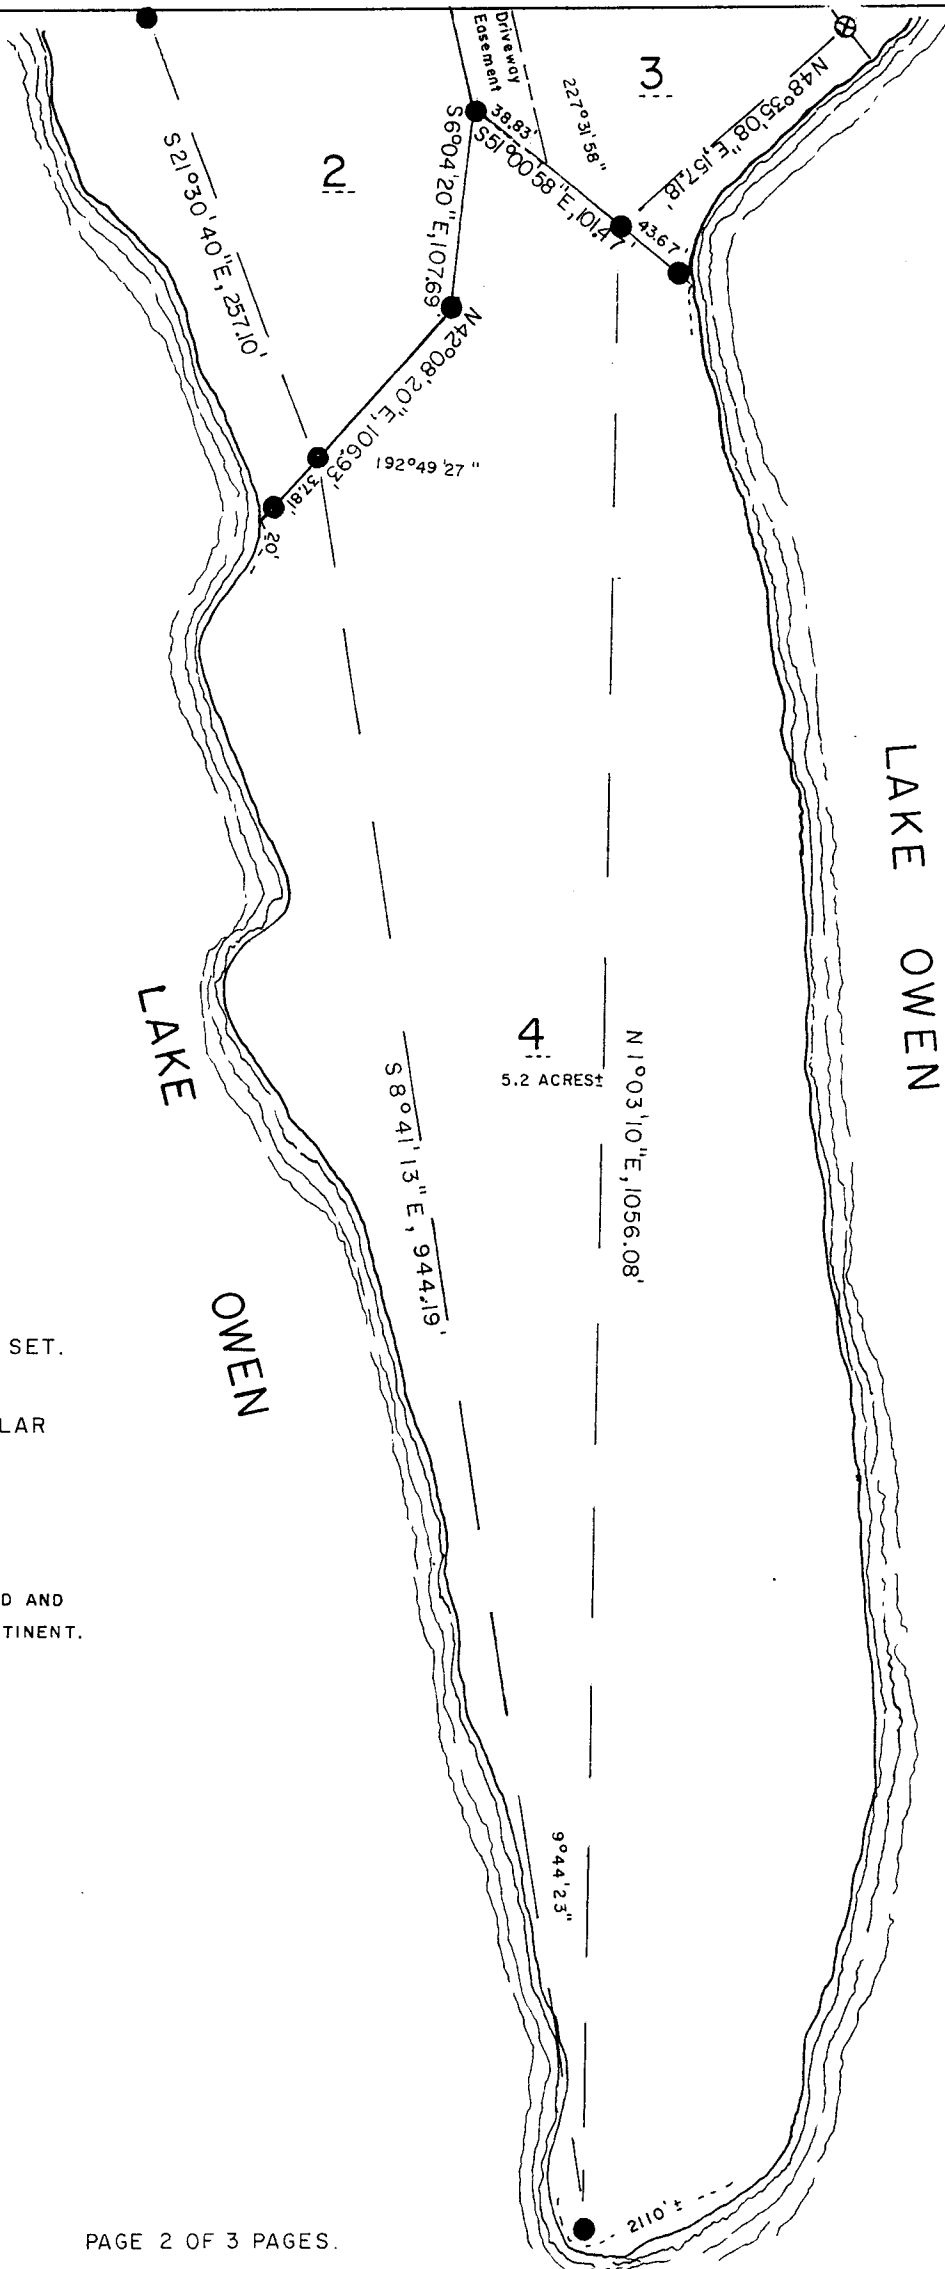 Driveway
Easement
3
N48°35'08"E, 157.18'
227°31'58"
38.83'
S51°00'58"E, 101.47'
43.67'
2
S6°04'20"E, 107.69'
S21°30'40"E, 257.10'
N42°08'20"E, 106.93'
192°49'27"
37.81'
20'
LAKE OWEN
LAKE OWEN
4
5.2 ACRES±
N1°03'10"E, 1056.08'
S8°41'13"E, 944.19'
SET.
LAR
D AND
TINENT.
9°44'23"
2110'±
PAGE 2 OF 3 PAGES.